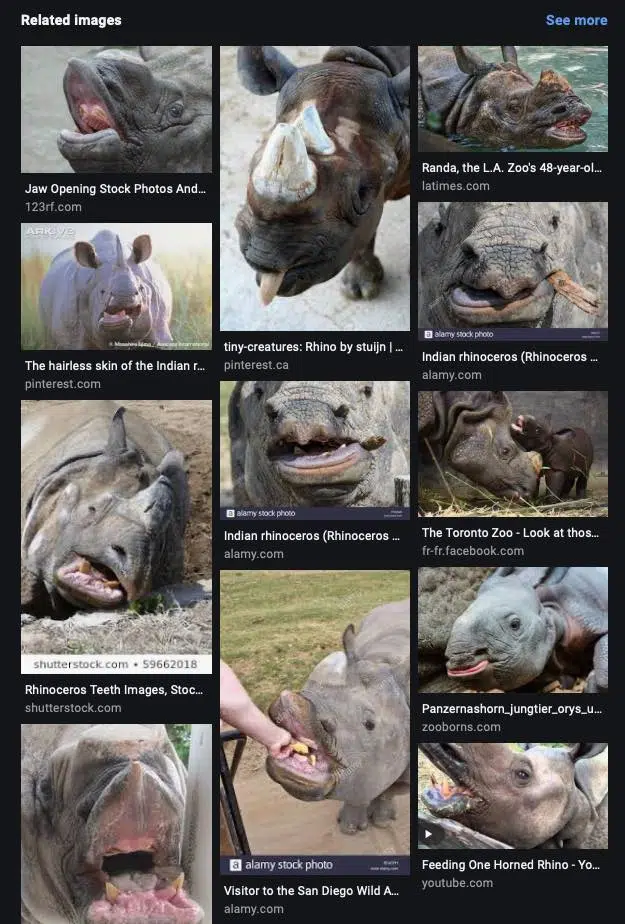 Related images
See more
Jaw Opening Stock Photos And...
123rf.com
ARKIVE
The hairless skin of the Indian r...
pinterest.com
shutterstock.com • 59662018
Rhinoceros Teeth Images, Stoc...
shutterstock.com
tiny-creatures: Rhino by stuijn | ...
pinterest.ca
a alamy stock photo
Indian rhinoceros (Rhinoceros ...
alamy.com
a alamy stock photo
Visitor to the San Diego Wild A...
alamy.com
Randa, the L.A. Zoo's 48-year-ol...
latimes.com
a alamy stock photo
Indian rhinoceros (Rhinoceros ...
alamy.com
The Toronto Zoo - Look at thos...
fr-fr.facebook.com
Panzernashorn_jungtier_orys_u...
zooborns.com
Feeding One Horned Rhino - Yo...
youtube.com